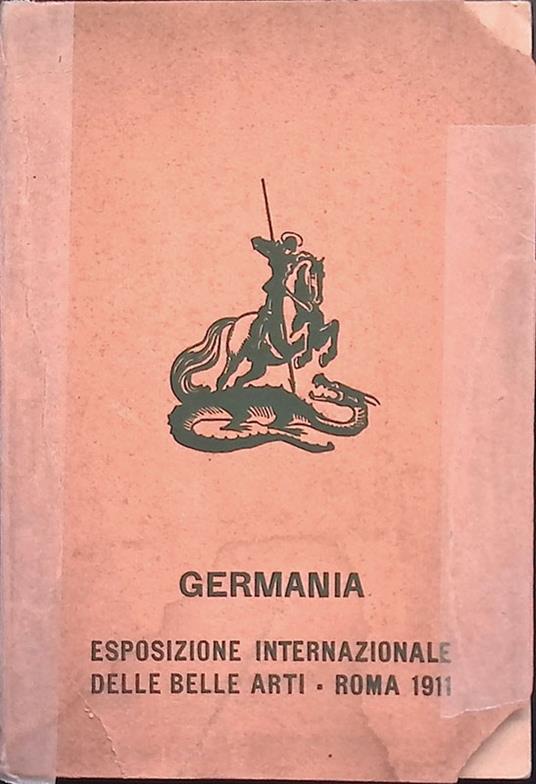 GERMANIA
ESPOSIZIONE INTERNAZIONALE
DELLE BELLE ARTI · ROMA 1911